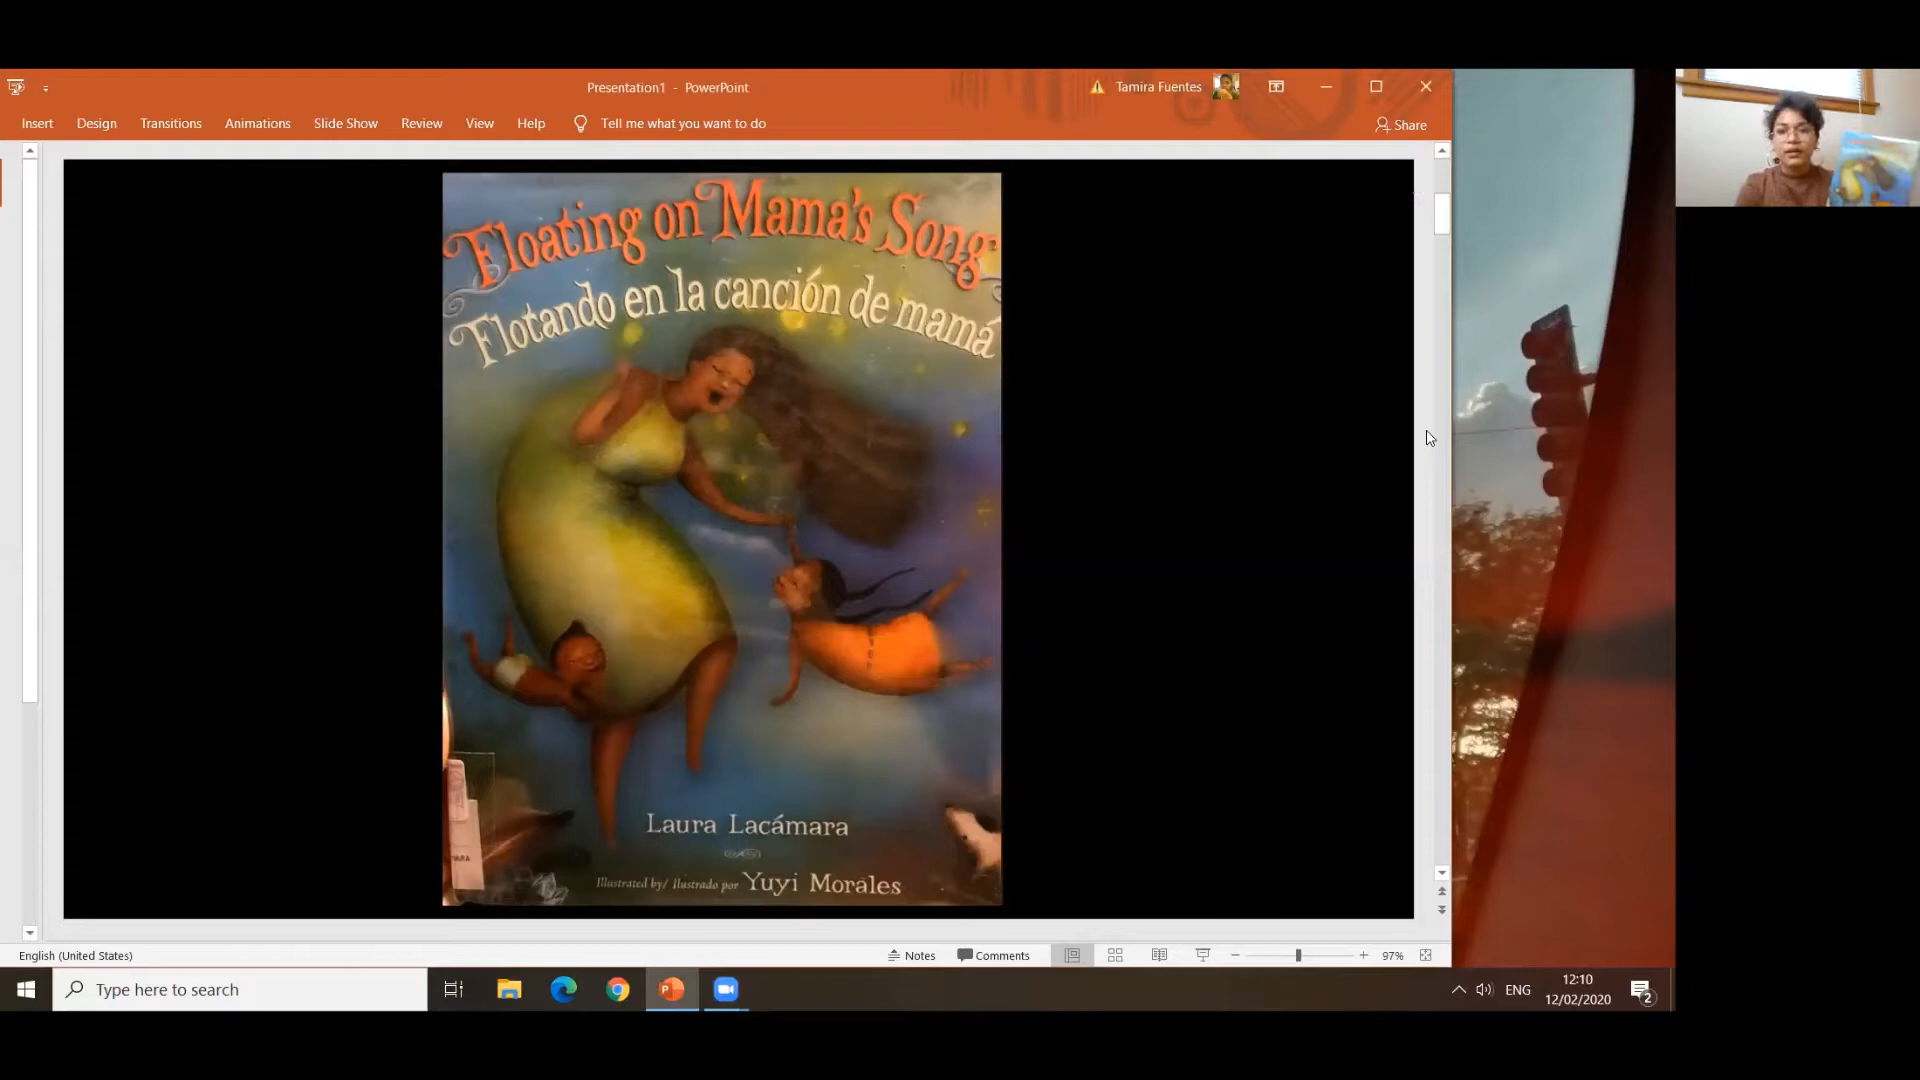 Presentation1 - PowerPoint
Tamira Fuentes
Insert Design Transitions Animations Slide Show Review View Help Tell me what you want to do
Share
Floating on Mama's Song
Flotando en la canción de mamá
Laura Lacámara
Illustrated by/ Ilustrado por Yuyi Morales
English (United States)
Notes Comments
97%
Type here to search
ENG
12:10
12/02/2020
2